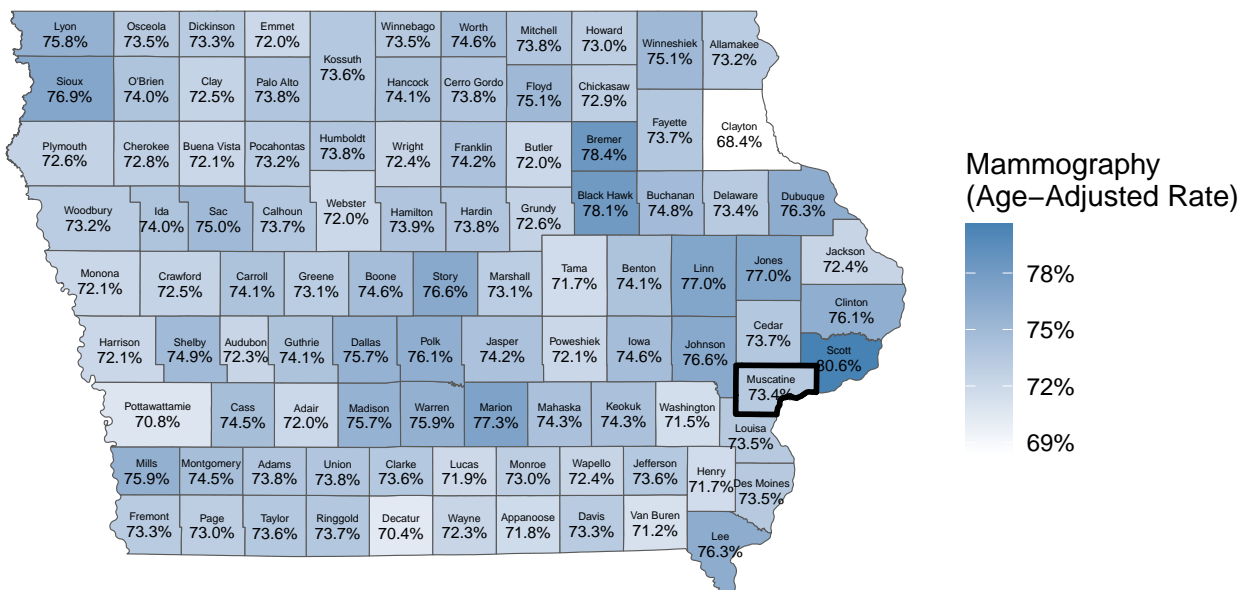 Lyon
75.8%
Osceola
73.5%
Dickinson
73.3%
Emmet
72.0%
Kossuth
73.6%
Winnebago
73.5%
Worth
74.6%
Mitchell
73.8%
Howard
73.0%
Winneshiek
75.1%
Allamakee
73.2%
Sioux
76.9%
O'Brien
74.0%
Clay
72.5%
Palo Alto
73.8%
Hancock
74.1%
Cerro Gordo
73.8%
Floyd
75.1%
Chickasaw
72.9%
Fayette
73.7%
Clayton
68.4%
Plymouth
72.6%
Cherokee
72.8%
Buena Vista
72.1%
Pocahontas
73.2%
Humboldt
73.8%
Wright
72.4%
Franklin
74.2%
Butler
72.0%
Bremer
78.4%
Woodbury
73.2%
Ida
74.0%
Sac
75.0%
Calhoun
73.7%
Webster
72.0%
Hamilton
73.9%
Hardin
73.8%
Grundy
72.6%
Black Hawk
78.1%
Buchanan
74.8%
Delaware
73.4%
Dubuque
76.3%
Monona
72.1%
Crawford
72.5%
Carroll
74.1%
Greene
73.1%
Boone
74.6%
Story
76.6%
Marshall
73.1%
Tama
71.7%
Benton
74.1%
Linn
77.0%
Jones
77.0%
Jackson
72.4%
Clinton
76.1%
Harrison
72.1%
Shelby
74.9%
Audubon
72.3%
Guthrie
74.1%
Dallas
75.7%
Polk
76.1%
Jasper
74.2%
Poweshiek
72.1%
Iowa
74.6%
Johnson
76.6%
Cedar
73.7%
Scott
80.6%
Muscatine
73.4%
Pottawattamie
70.8%
Cass
74.5%
Adair
72.0%
Madison
75.7%
Warren
75.9%
Marion
77.3%
Mahaska
74.3%
Keokuk
74.3%
Washington
71.5%
Louisa
73.5%
Mills
75.9%
Montgomery
74.5%
Adams
73.8%
Union
73.8%
Clarke
73.6%
Lucas
71.9%
Monroe
73.0%
Wapello
72.4%
Jefferson
73.6%
Henry
71.7%
Des Moines
73.5%
Fremont
73.3%
Page
73.0%
Taylor
73.6%
Ringgold
73.7%
Decatur
70.4%
Wayne
72.3%
Appanoose
71.8%
Davis
73.3%
Van Buren
71.2%
Lee
76.3%
Mammography
(Age−Adjusted Rate)
78%
75%
72%
69%